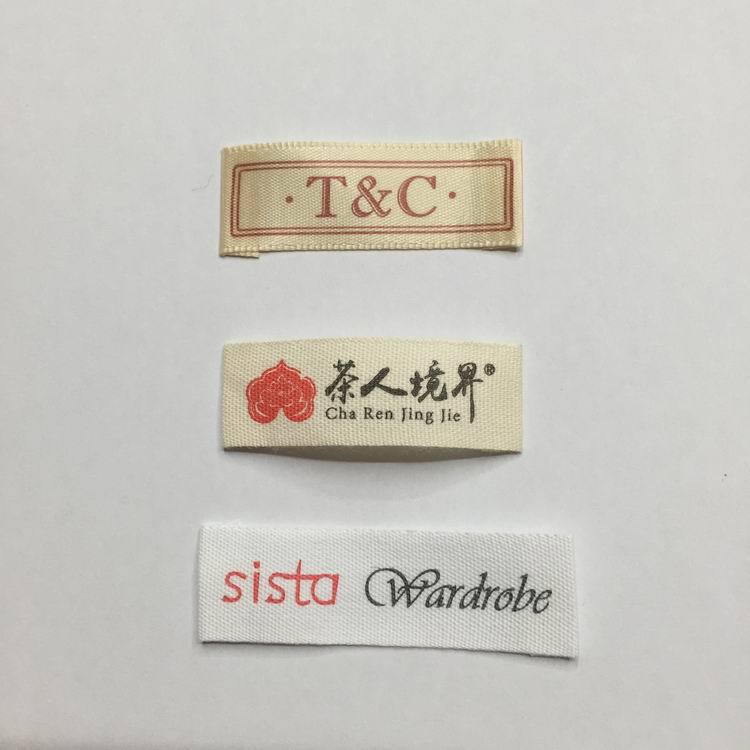 ·T&C·
茶人境界®
Cha Ren Jing Jie
sista Wardrobe